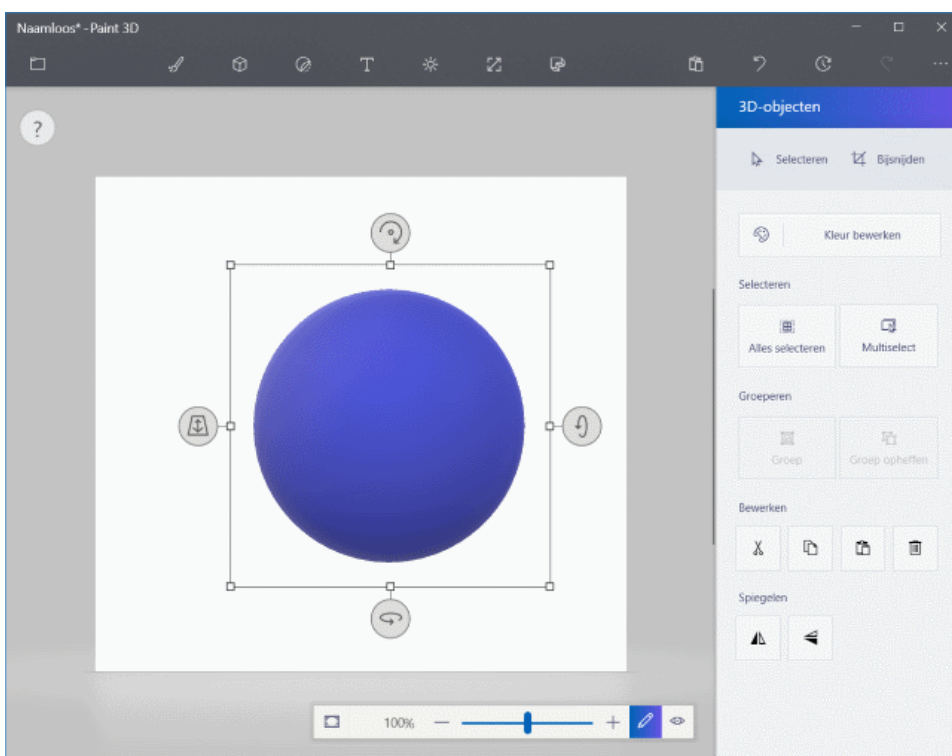 Naamloos* - Paint 3D
3D-objecten
Selecteren Bijsnijden
Kleur bewerken
Selecteren
Alles selecteren Multiselect
Groeperen
Groep Groep opheffen
Bewerken
Spiegelen
100%